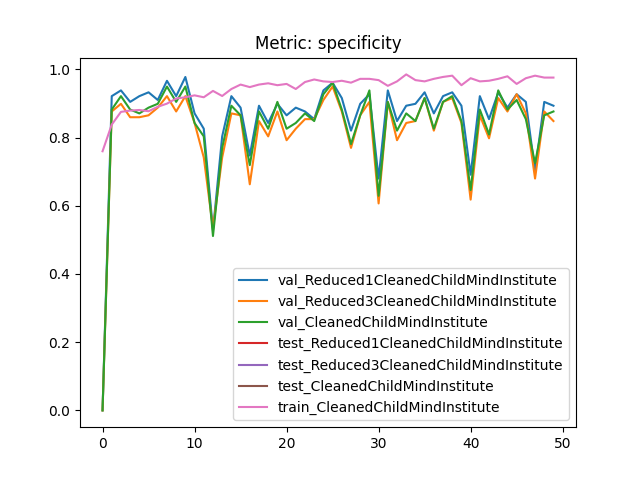 Metric: specificity
1.0
0.8
0.6
0.4
0.2
0.0
val_Reduced1CleanedChildMindInstitute
val_Reduced3CleanedChildMindInstitute
val_CleanedChildMindInstitute
test_Reduced1CleanedChildMindInstitute
test_Reduced3CleanedChildMindInstitute
test_CleanedChildMindInstitute
train_CleanedChildMindInstitute
0 10 20 30 40 50